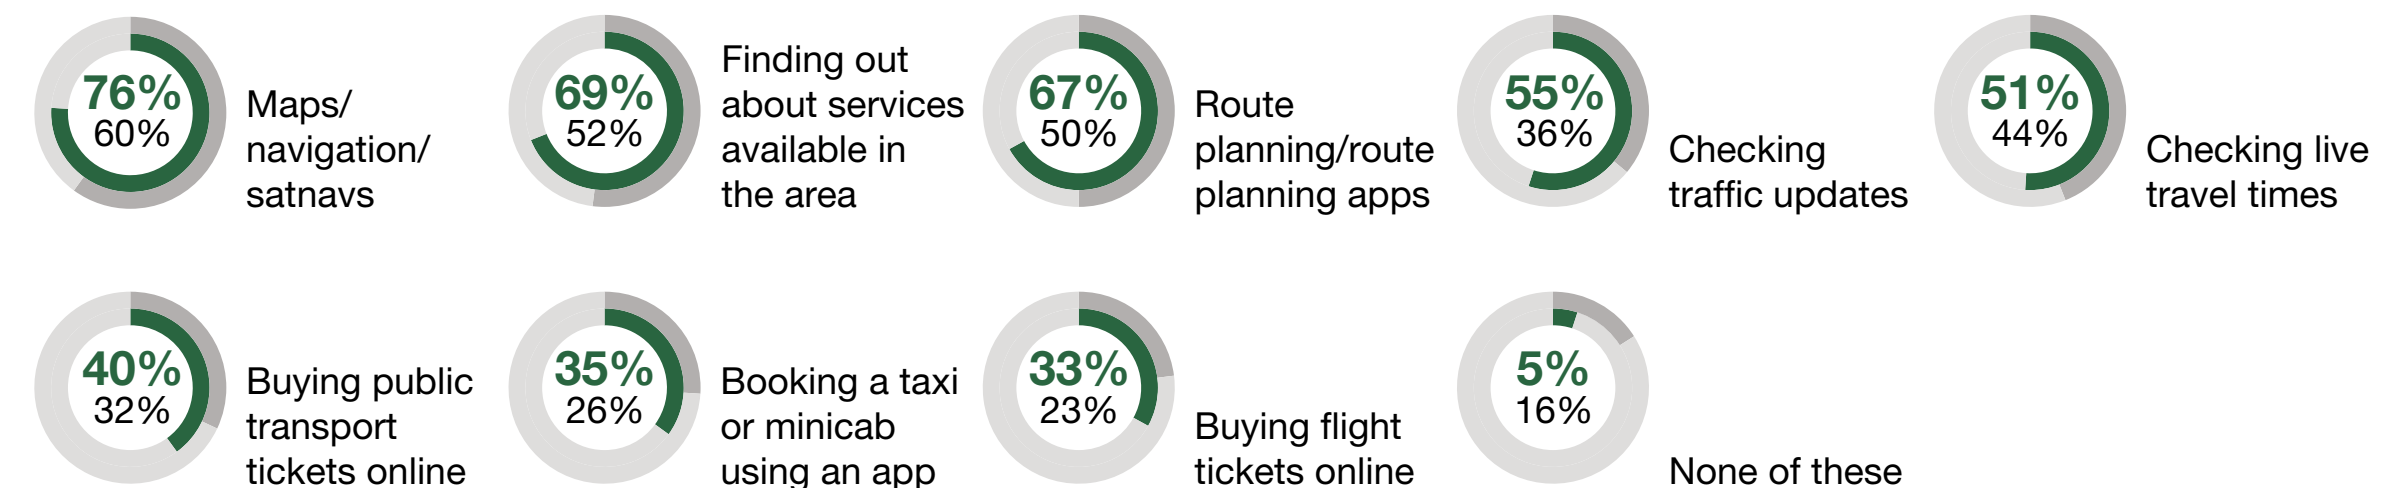 76%
60%
Maps/
navigation/
satnavs
69%
52%
Finding out
about services
available in
the area
67%
50%
Route
planning/route
planning apps
55%
36%
Checking
traffic updates
51%
44%
Checking live
travel times
40%
32%
Buying public
transport
tickets online
35%
26%
Booking a taxi
or minicab
using an app
33%
23%
Buying flight
tickets online
5%
16%
None of these